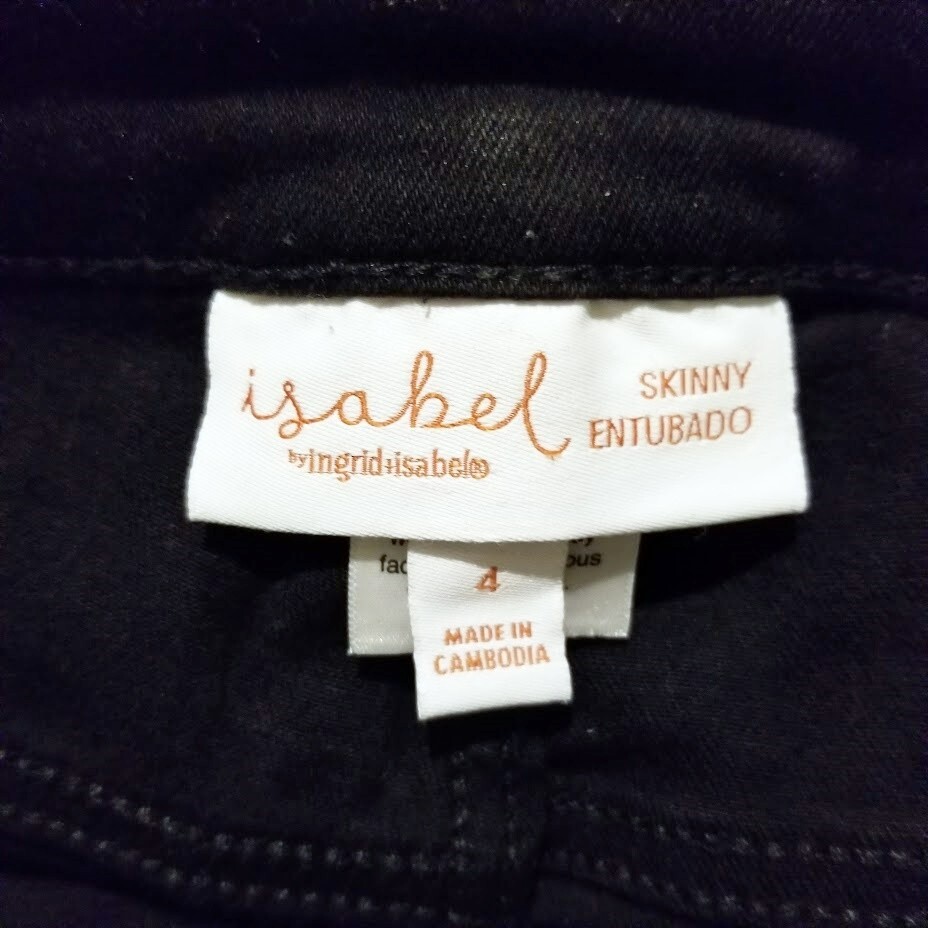 isabel
by ingrid+isabel®
SKINNY
ENTUBADO
4
MADE IN
CAMBODIA